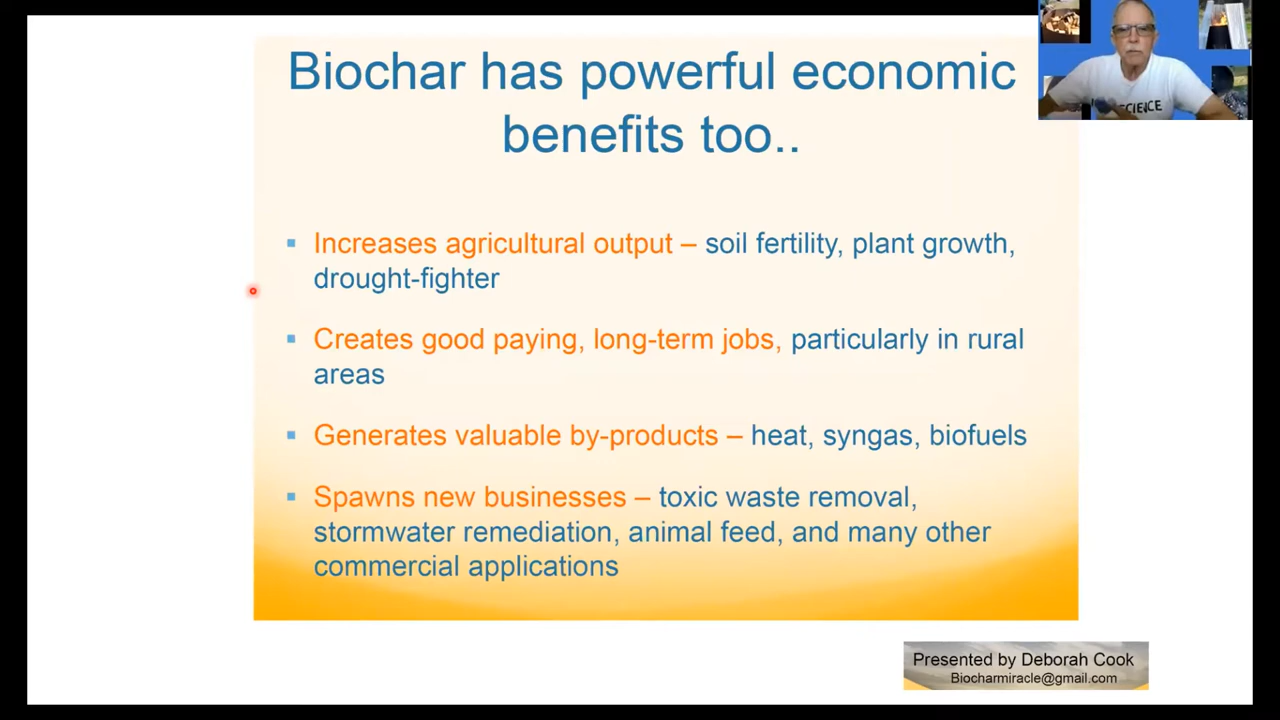 Biochar has powerful economic
benefits too..
SCIENCE
▪ Increases agricultural output – soil fertility, plant growth,
drought-fighter
▪ Creates good paying, long-term jobs, particularly in rural
areas
▪ Generates valuable by-products – heat, syngas, biofuels
▪ Spawns new businesses – toxic waste removal,
stormwater remediation, animal feed, and many other
commercial applications
Presented by Deborah Cook
Biocharmiracle@gmail.com